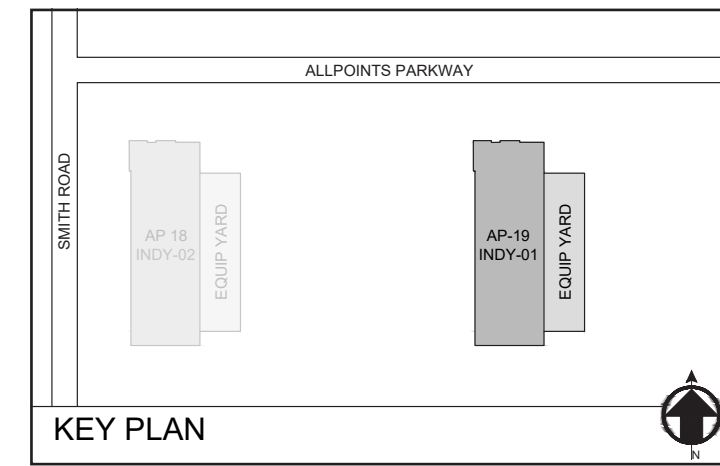 ALLPOINTS PARKWAY
SMITH ROAD
AP 18
INDY-02
EQUIP YARD
AP-19
INDY-01
EQUIP YARD
KEY PLAN
N